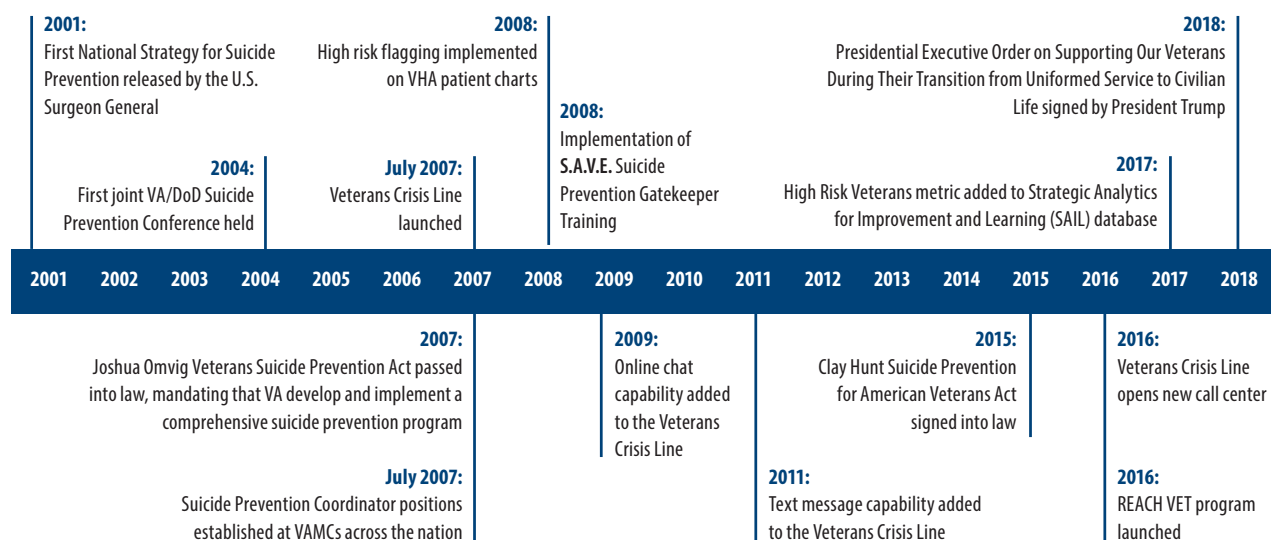 2001:
First National Strategy for Suicide
Prevention released by the U.S.
Surgeon General
2004:
First joint VA/DoD Suicide
Prevention Conference held
July 2007:
Veterans Crisis Line
launched
2008:
High risk flagging implemented
on VHA patient charts
2008:
Implementation of
S.A.V.E. Suicide
Prevention Gatekeeper
Training
2017:
High Risk Veterans metric added to Strategic Analytics
for Improvement and Learning (SAIL) database
2018:
Presidential Executive Order on Supporting Our Veterans
During Their Transition from Uniformed Service to Civilian
Life signed by President Trump
2001 2002 2003 2004 2005 2006 2007 2008 2009 2010 2011 2012 2013 2014 2015 2016 2017 2018
2007:
Joshua Omvig Veterans Suicide Prevention Act passed
into law, mandating that VA develop and implement a
comprehensive suicide prevention program
July 2007:
Suicide Prevention Coordinator positions
established at VAMCs across the nation
2009:
Online chat
capability added
to the Veterans
Crisis Line
2011:
Text message capability added
to the Veterans Crisis Line
2015:
Clay Hunt Suicide Prevention
for American Veterans Act
signed into law
2016:
Veterans Crisis Line
opens new call center
2016:
REACH VET program
launched